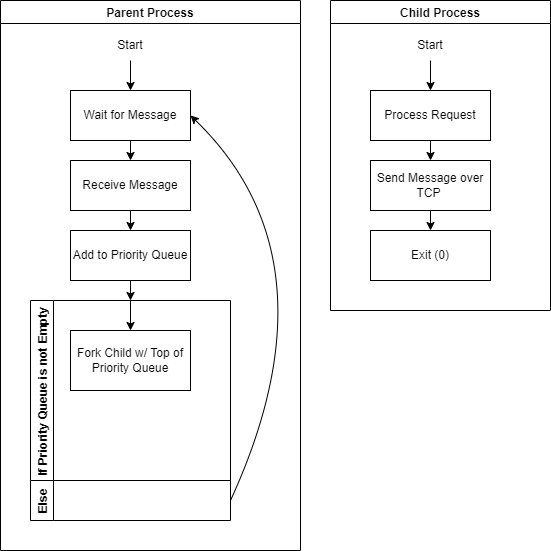 Parent Process
Start
Wait for Message
Receive Message
Add to Priority Queue
If Priority Queue is not Empty
Fork Child w/ Top of
Priority Queue
Else
Child Process
Start
Process Request
Send Message over
TCP
Exit (0)